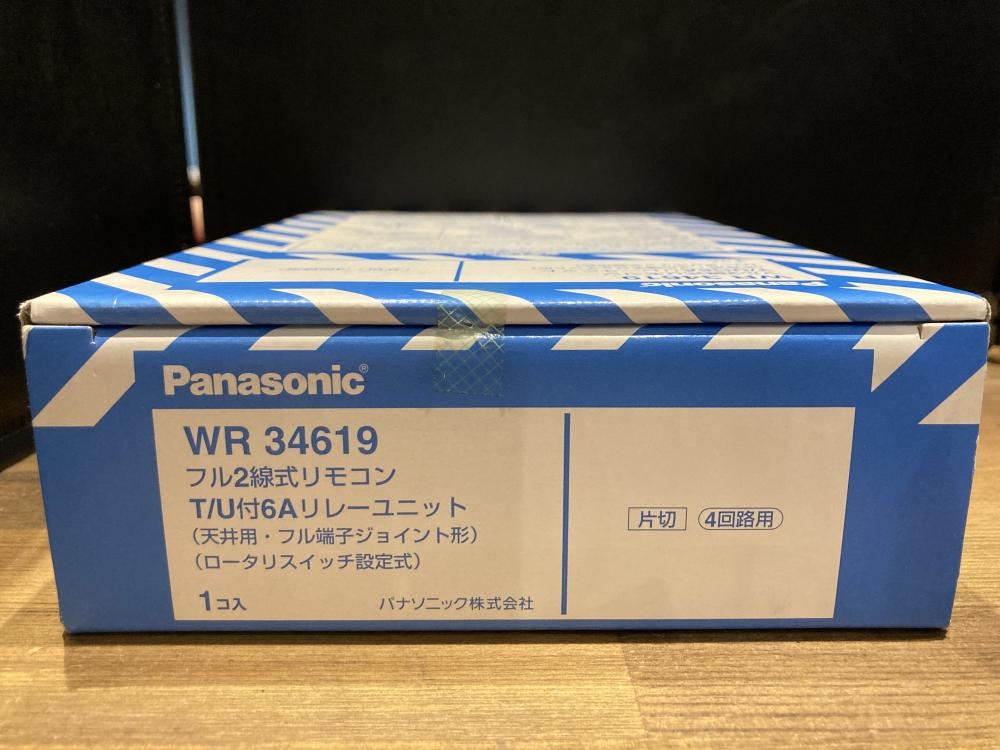 Panasonic
WR 34619
Panasonic®
WR 34619
フル2線式リモコン
T/U付6Aリレーユニット
(天井用・フル端子ジョイント形)
(ロータリスイッチ設定式)
1コ入
パナソニック株式会社
片切
4回路用